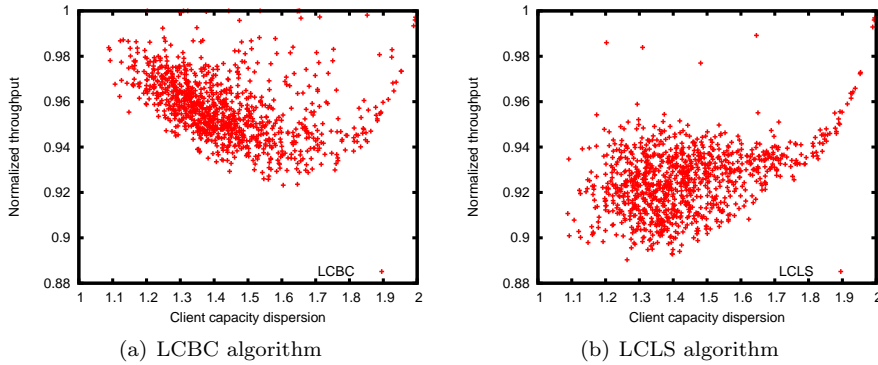 Normalized throughput
1
0.98
0.96
0.94
0.92
0.9
0.88
LCBC
1 1.1 1.2 1.3 1.4 1.5 1.6 1.7 1.8 1.9 2
Client capacity dispersion
(a) LCBC algorithm
Normalized throughput
1
0.98
0.96
0.94
0.92
0.9
0.88
LCLS
1 1.1 1.2 1.3 1.4 1.5 1.6 1.7 1.8 1.9 2
Client capacity dispersion
(b) LCLS algorithm